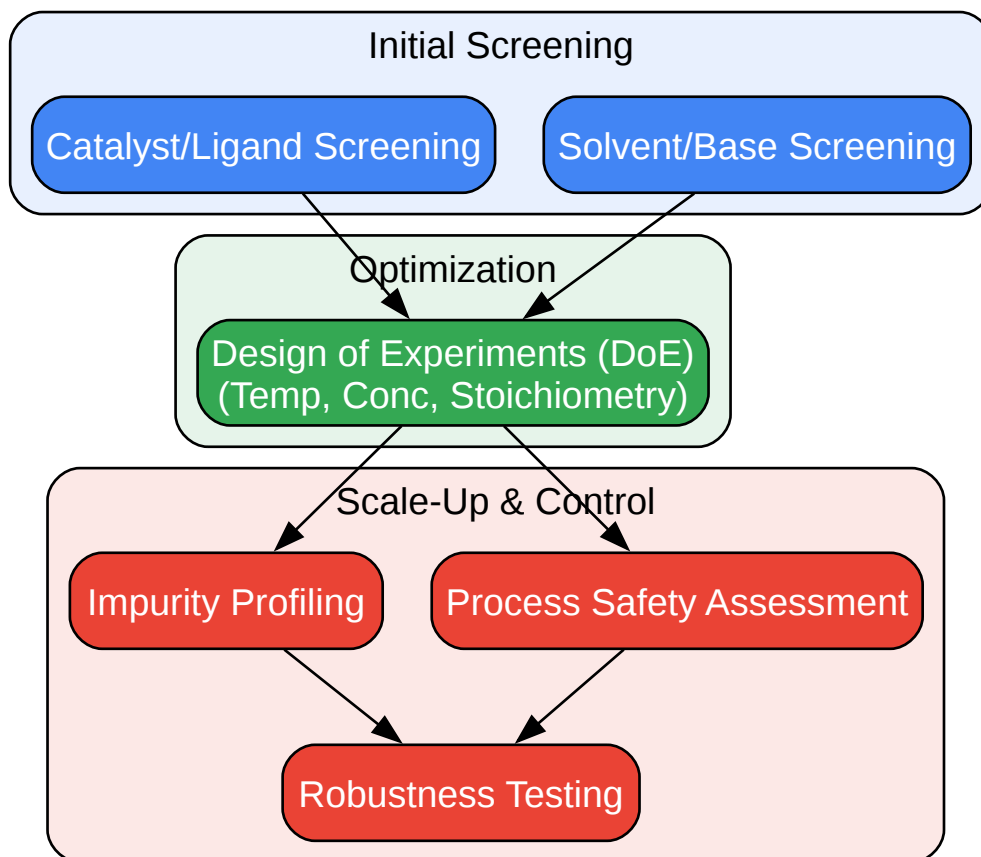 Initial Screening
Catalyst/Ligand Screening
Solvent/Base Screening
Optimization
Design of Experiments (DoE)
(Temp, Conc, Stoichiometry)
Scale-Up & Control
Impurity Profiling
Process Safety Assessment
Robustness Testing